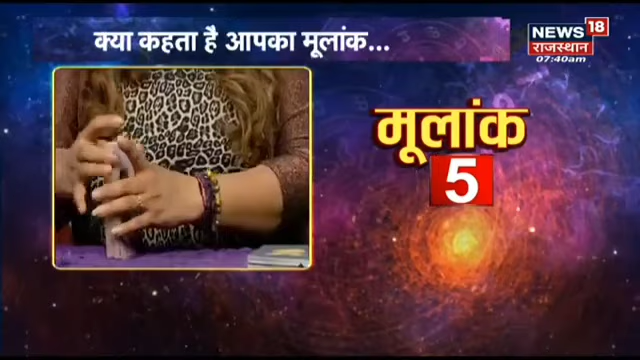 क्या कहता है आपका मूलांक...
NEWS 18
राजस्थान
07:40am
मूलांक
5